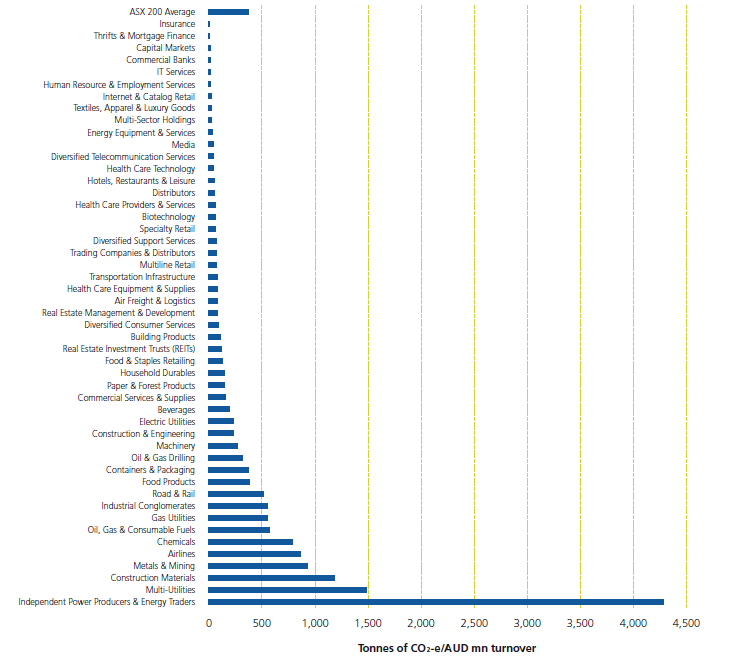 ASX 200 Average
Insurance
Thrifts & Mortgage Finance
Capital Markets
Commercial Banks
IT Services
Human Resource & Employment Services
Internet & Catalog Retail
Textiles, Apparel & Luxury Goods
Multi-Sector Holdings
Energy Equipment & Services
Media
Diversified Telecommunication Services
Health Care Technology
Hotels, Restaurants & Leisure
Distributors
Health Care Providers & Services
Biotechnology
Specialty Retail
Diversified Support Services
Trading Companies & Distributors
Multiline Retail
Transportation Infrastructure
Health Care Equipment & Supplies
Air Freight & Logistics
Real Estate Management & Development
Diversified Consumer Services
Building Products
Real Estate Investment Trusts (REITs)
Food & Staples Retailing
Household Durables
Paper & Forest Products
Commercial Services & Supplies
Beverages
Electric Utilities
Construction & Engineering
Machinery
Oil & Gas Drilling
Containers & Packaging
Food Products
Road & Rail
Industrial Conglomerates
Gas Utilities
Oil, Gas & Consumable Fuels
Chemicals
Airlines
Metals & Mining
Construction Materials
Multi-Utilities
Independent Power Producers & Energy Traders
0 500 1,000 1,500 2,000 2,500 3,000 3,500 4,000 4,500
Tonnes of CO2-e/AUD mn turnover